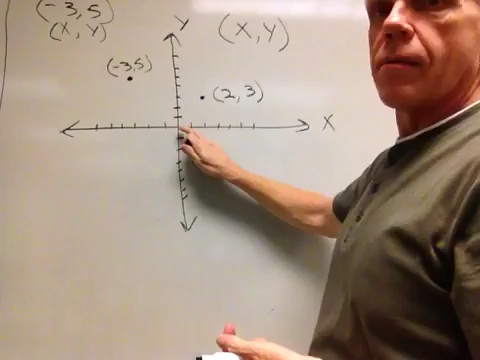 (-3,5)
(X,Y)
Y
(X,Y)
(-3,5)
(2,3)
X